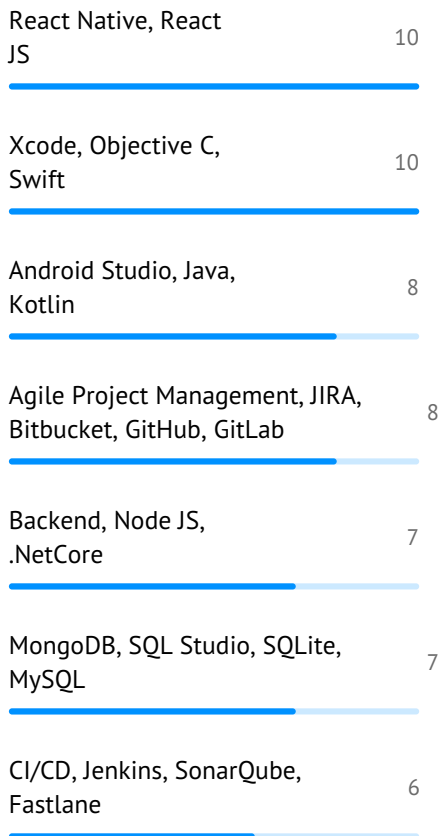 React Native, React
JS
10
Xcode, Objective C,
Swift
10
Android Studio, Java,
Kotlin
8
Agile Project Management, JIRA,
Bitbucket, GitHub, GitLab
8
Backend, Node JS,
.NetCore
7
MongoDB, SQL Studio, SQLite,
MySQL
7
CI/CD, Jenkins, SonarQube,
Fastlane
6